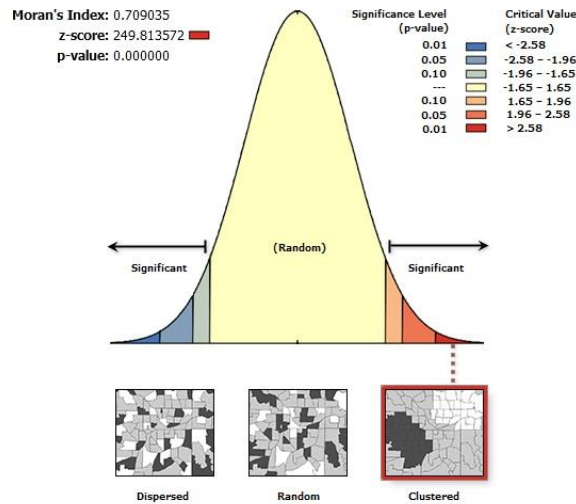 Moran's Index: 0.709035
z-score: 249.813572
p-value: 0.000000
Significance Level
(p-value)
Critical Value
(z-score)
0.01 < -2.58
0.05 -2.58 – -1.96
0.10 -1.96 – -1.65
--- -1.65 – 1.65
0.10 1.65 – 1.96
0.05 1.96 – 2.58
0.01 > 2.58
Significant
(Random)
Significant
Dispersed
Random
Clustered